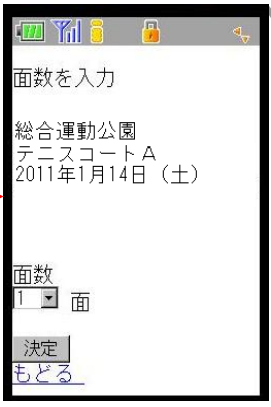 面数を入力
総合運動公園
テニスコートA
2011年1月14日（土）
面数
1 面
決定
もどる